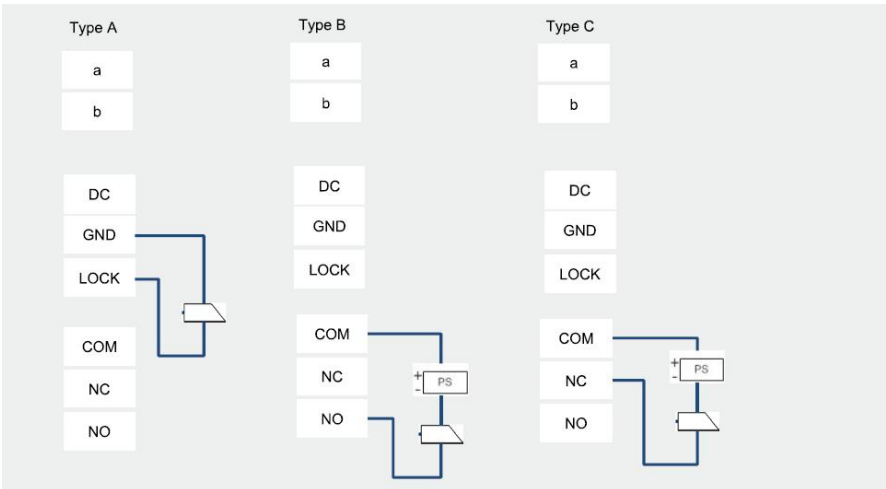 Type A
a
b
DC
GND
LOCK
COM
NC
NO
Type B
a
b
DC
GND
LOCK
COM
NC
NO
+
-
PS
Type C
a
b
DC
GND
LOCK
COM
NC
NO
+
-
PS